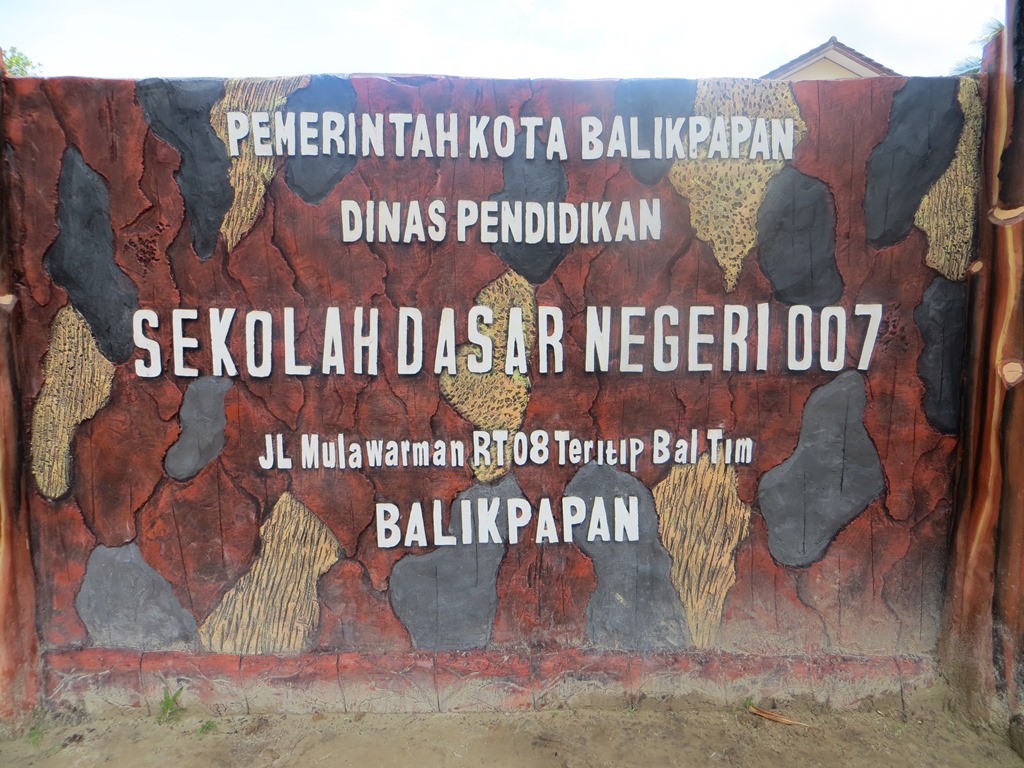 PEMERINTAH KOTA BALIKPAPAN
DINAS PENDIDIKAN
SEKOLAH DASAR NEGERI 007
JL Mulawarman RT 08 Teritip Bal Tim
BALIKPAPAN